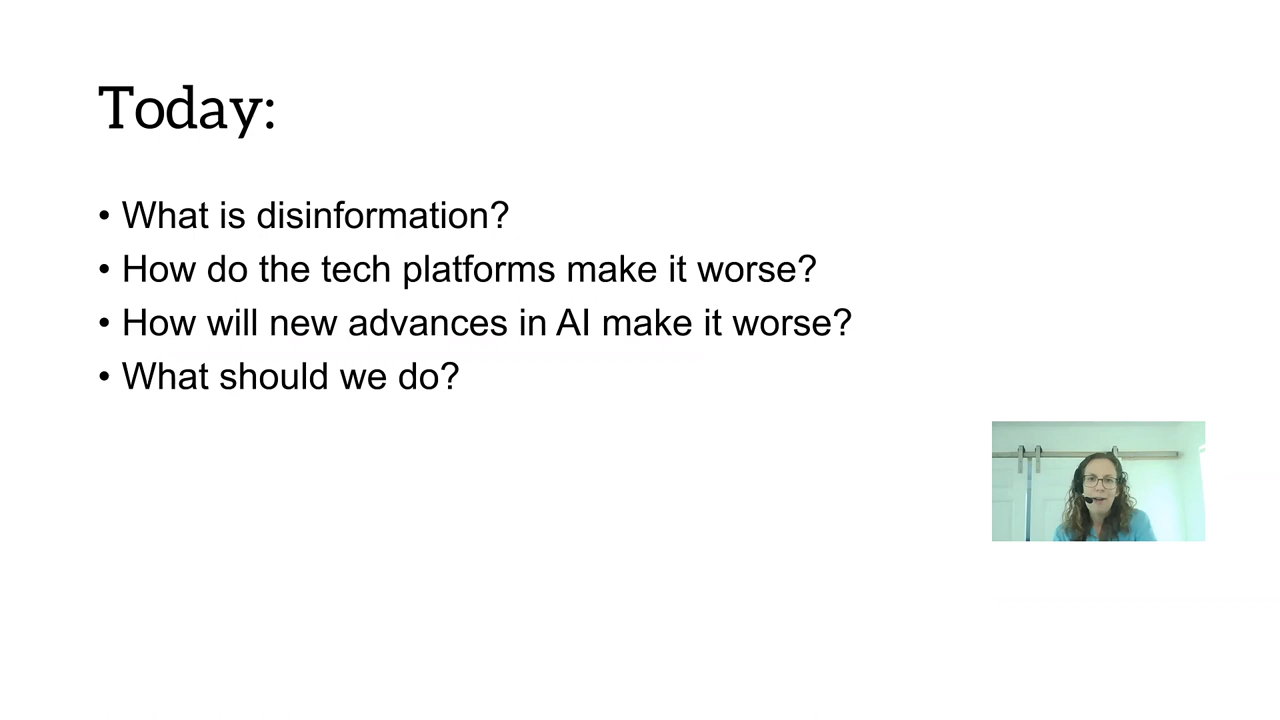 Today:
• What is disinformation?
• How do the tech platforms make it worse?
• How will new advances in AI make it worse?
• What should we do?